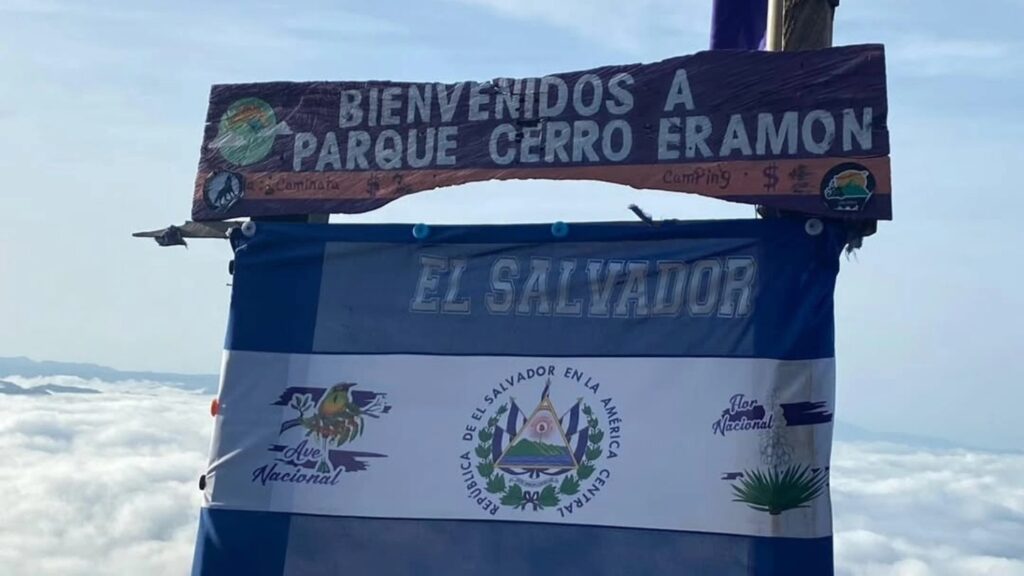 BIENVENIDOS A
PARQUE CERRO ERAMON
Caminata $ 2
Camping $
EL SALVADOR
REPÚBLICA DE EL SALVADOR EN LA AMÉRICA CENTRAL
Ave
Nacional
Flor
Nacional